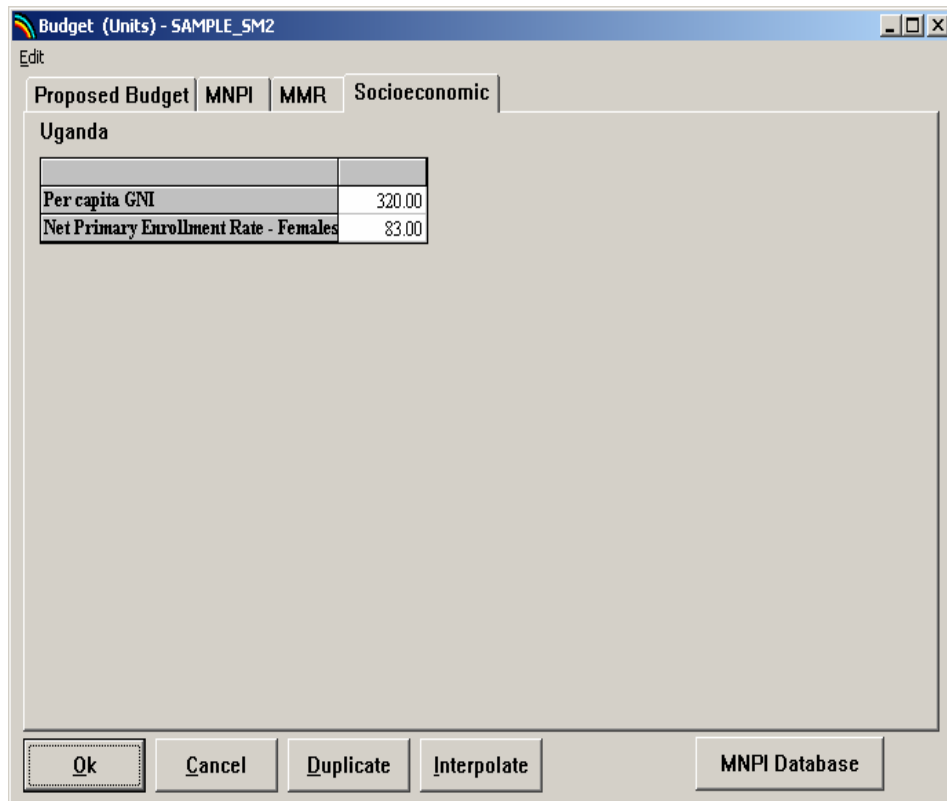 Budget (Units) - SAMPLE_SM2
Edit
Proposed Budget MNPI MMR Socioeconomic
Uganda
Per capita GNI 320.00
Net Primary Enrollment Rate - Females 83.00
Ok Cancel Duplicate Interpolate MNPI Database